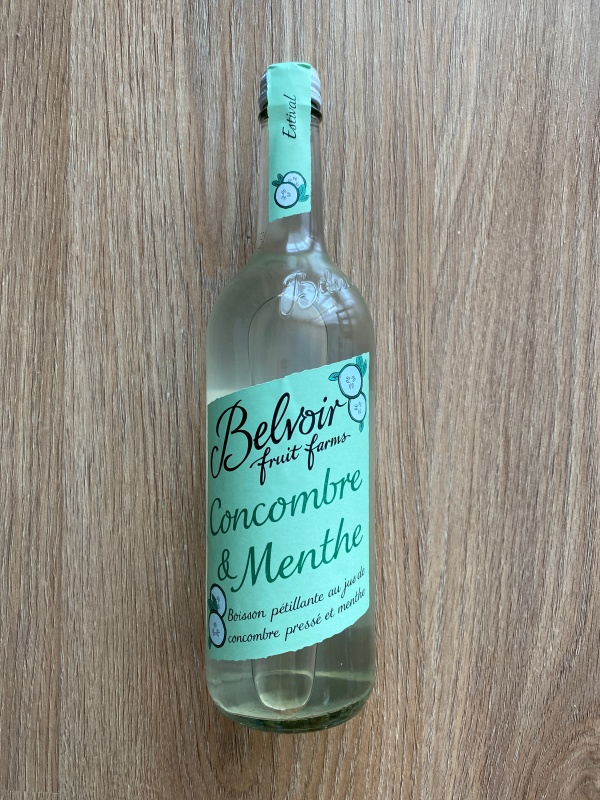 Estival
Belvoir
fruit farms
Concombre
& Menthe
Boisson pétillante au jus de
concombre pressé et menthe